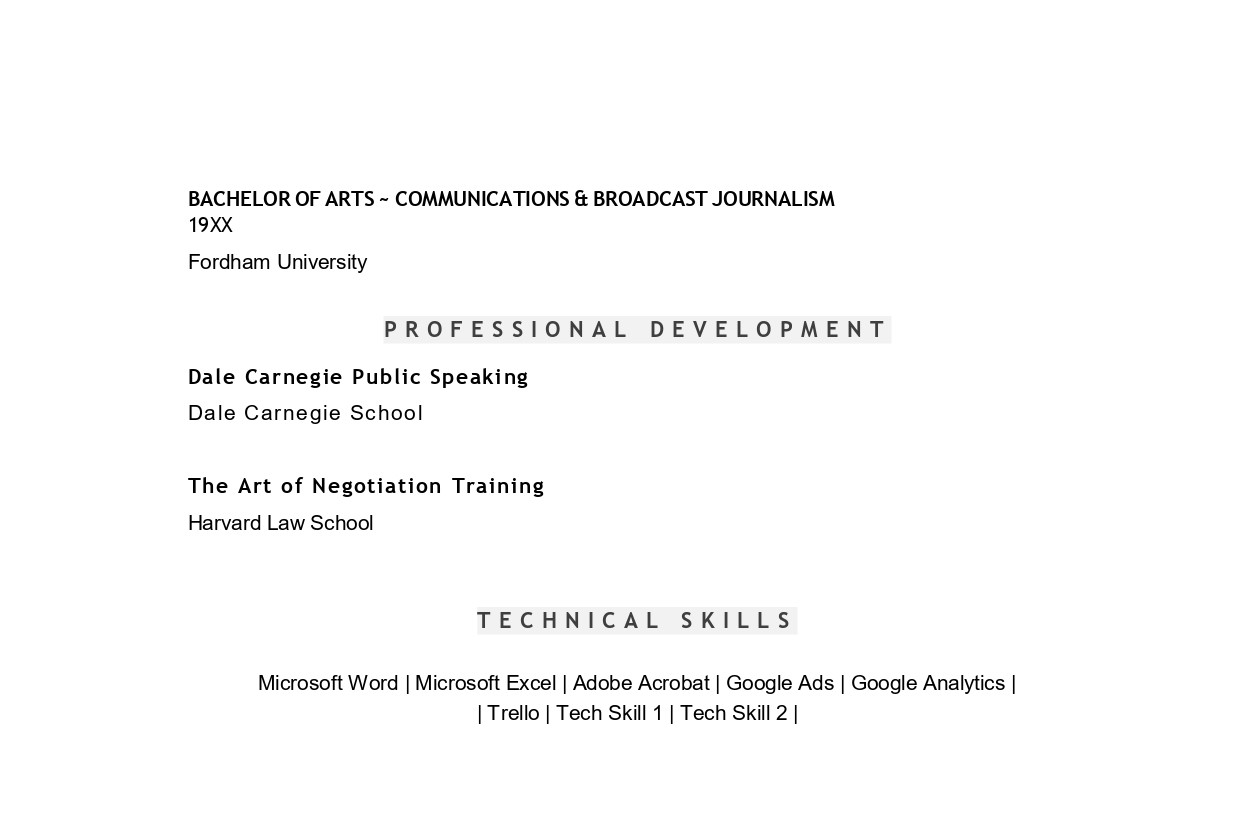 BACHELOR OF ARTS ~ COMMUNICATIONS & BROADCAST JOURNALISM
19XX
Fordham University
PROFESSIONAL DEVELOPMENT
Dale Carnegie Public Speaking
Dale Carnegie School
The Art of Negotiation Training
Harvard Law School
TECHNICAL SKILLS
Microsoft Word | Microsoft Excel | Adobe Acrobat | Google Ads | Google Analytics |
| Trello | Tech Skill 1 | Tech Skill 2 |